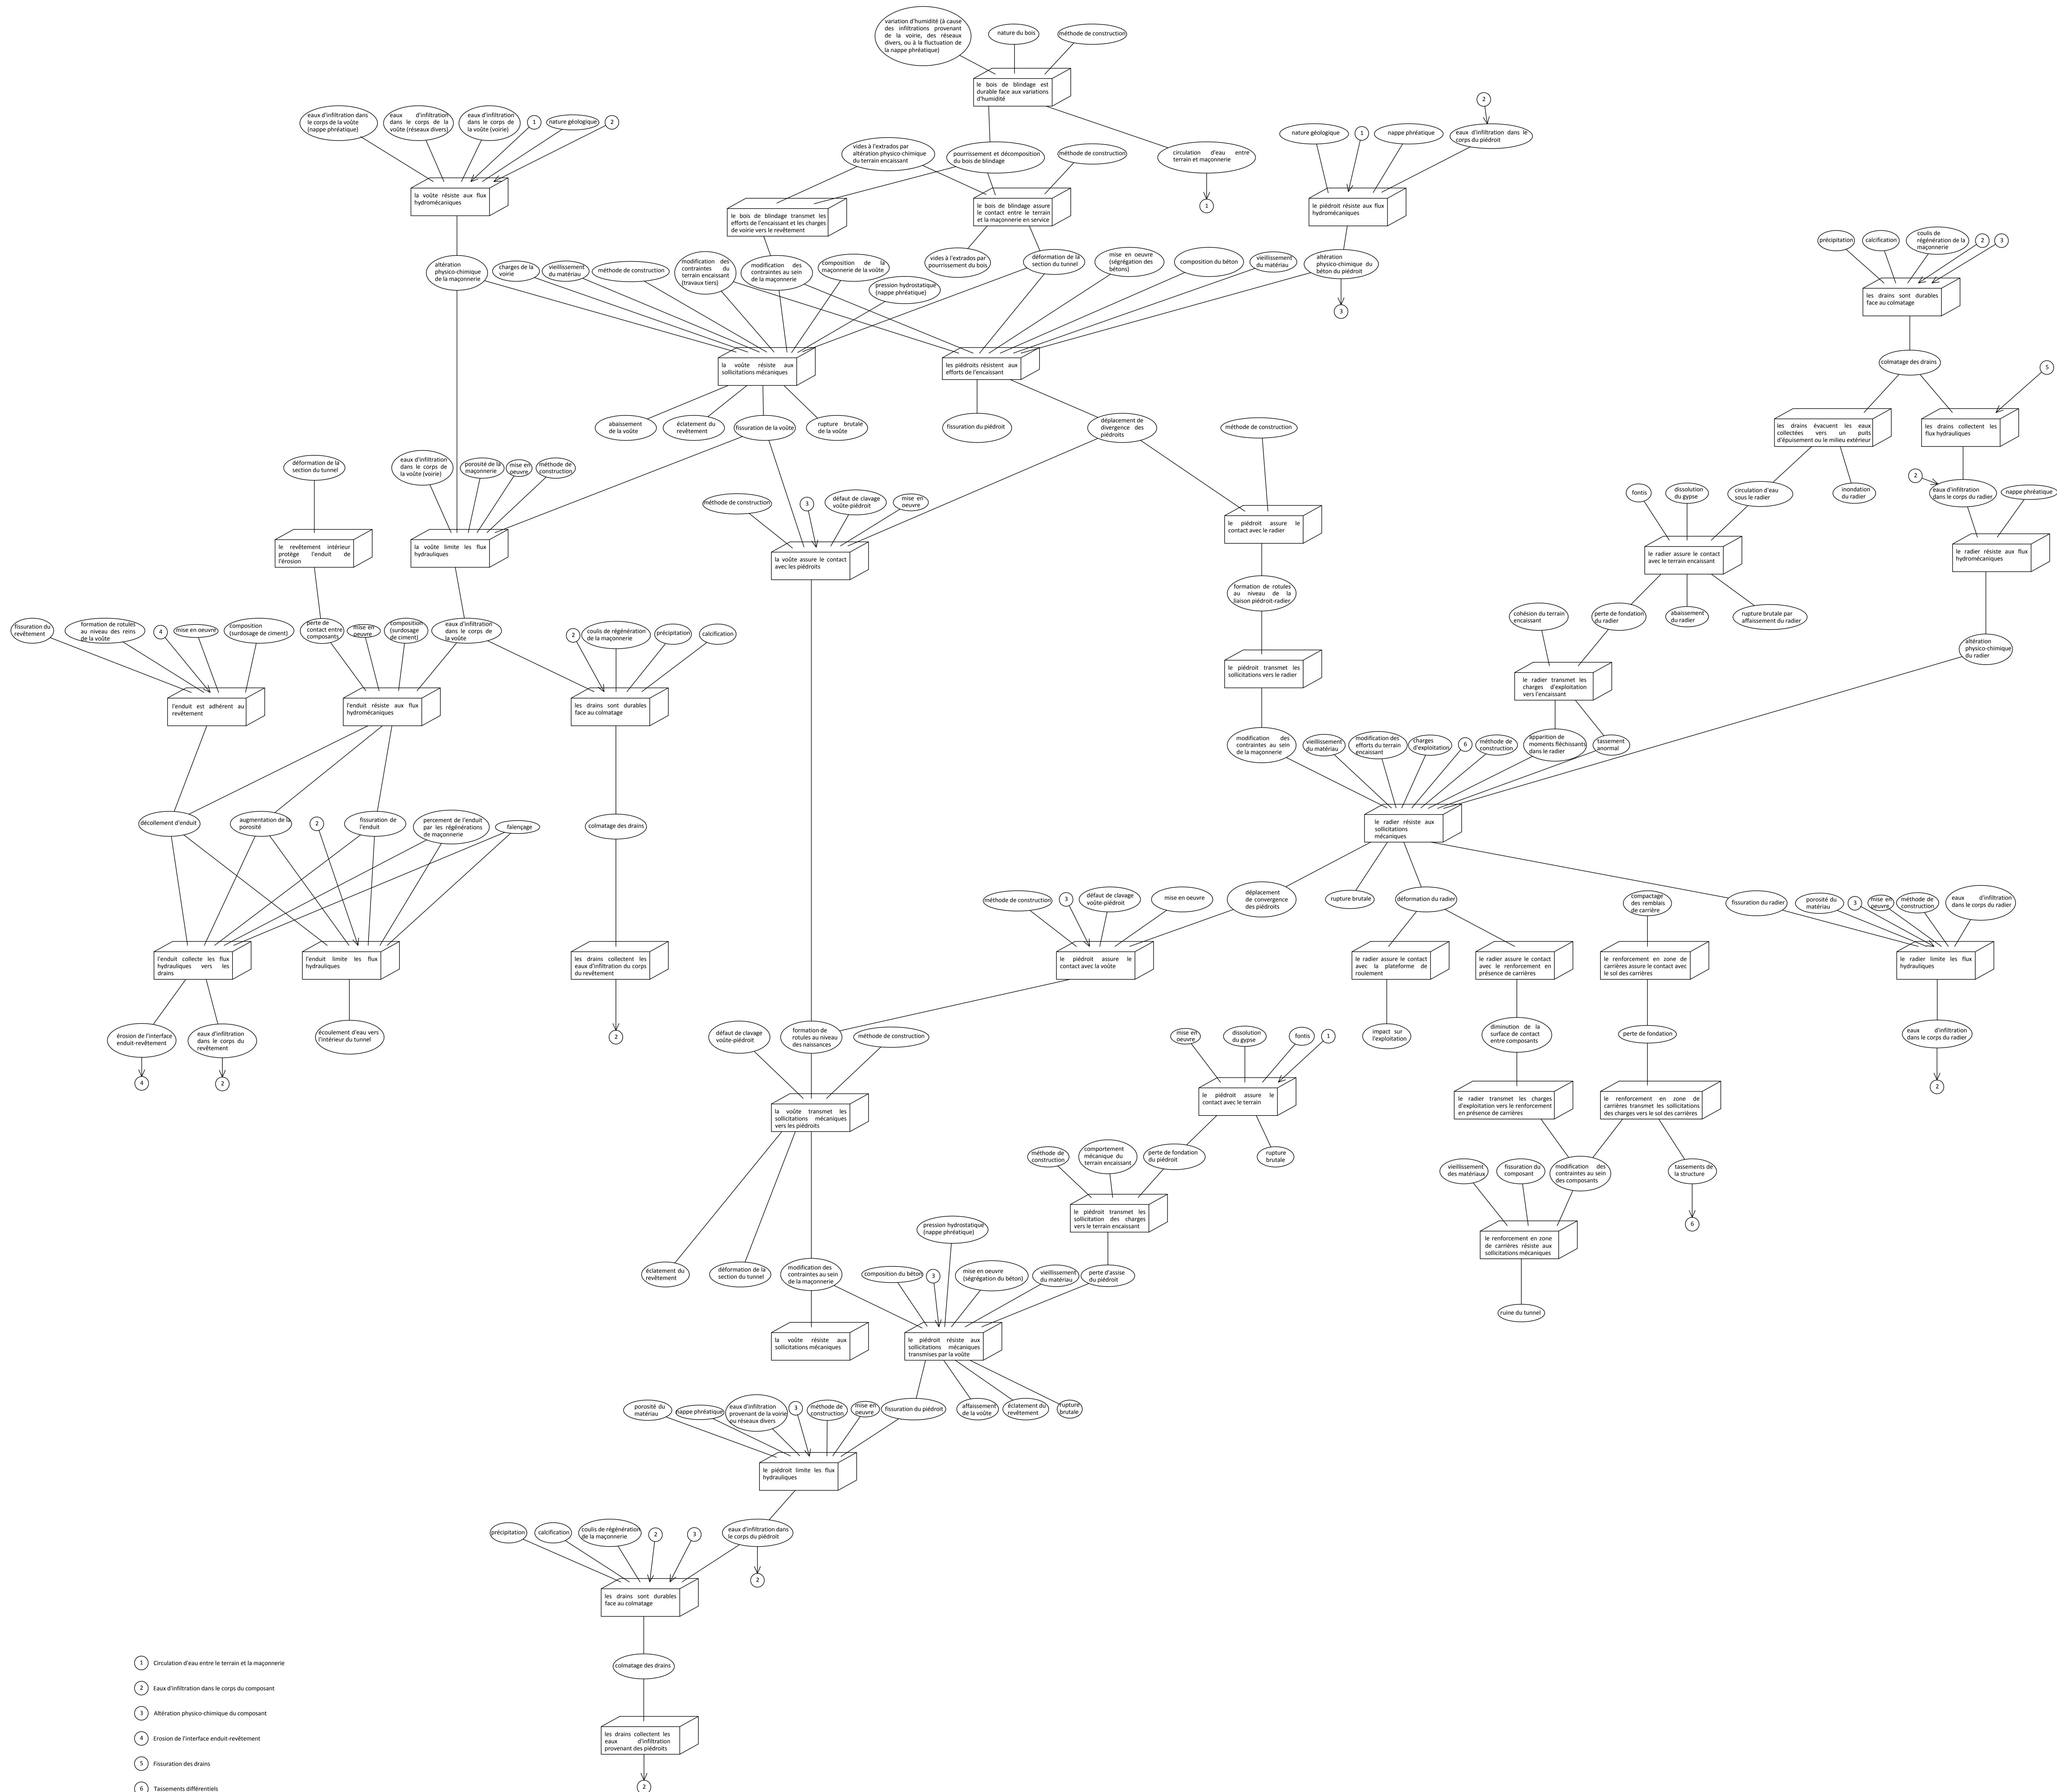 variation d'humidité (à cause
des infiltrations provenant
de la voirie, des réseaux
divers, ou à la fluctuation de
la nappe phréatique)
nature du bois
méthode de construction
le bois de blindage est
durable face aux variations
d'humidité
eaux d'infiltration dans
le corps de la voûte
(nappe phréatique)
eaux d'infiltration
dans le corps de la
voûte (réseaux divers)
eaux d'infiltration
dans le corps de
la voûte (voirie)
1
nature géologique
2
vides à l'extrados par
altération physico-chimique
du terrain encaissant
pourrissement et décomposition
du bois de blindage
méthode de construction
circulation d'eau entre
terrain et maçonnerie
1
nature géologique
1
nappe phréatique
2
eaux d'infiltration dans le
corps du piédroit
la voûte résiste aux flux
hydromécaniques
le bois de blindage transmet les
efforts de l'encaissant et les charges
de voirie vers le revêtement
le bois de blindage assure
le contact entre le terrain
et la maçonnerie en service
le piédroit résiste aux flux
hydromécaniques
altération
physico-chimique
de la maçonnerie
charges de la
voirie
vieillissement
du matériau
méthode de construction
modification des
contraintes du
terrain encaissant
(travaux tiers)
modification des
contraintes au sein
de la maçonnerie
composition de la
maçonnerie de la voûte
pression hydrostatique
(nappe phréatique)
vides à l'extrados par
pourrissement du bois
déformation de la
section du tunnel
mise en oeuvre
(ségrégation des
bétons)
composition du béton
vieillissement
du matériau
altération
physico-chimique du
béton du piédroit
3
précipitation
calcification
coulis de
régénération de la
maçonnerie
2
3
les drains sont durables
face au colmatage
colmatage des drains
5
la voûte résiste aux
sollicitations mécaniques
les piédroits résistent aux
efforts de l'encaissant
abaissement
de la voûte
éclatement du
revêtement
fissuration de la voûte
rupture brutale
de la voûte
fissuration du piédroit
déplacement de
divergence des
piédroits
méthode de construction
les drains évacuent les eaux
collectées vers un puits
d'épuisement ou le milieu extérieur
les drains collectent les
flux hydrauliques
déformation de la
section du tunnel
eaux d'infiltration
dans le corps de
la voûte (voirie)
porosité de la
maçonnerie
mise en
oeuvre
méthode de
construction
méthode de construction
3
défaut de clavage
voûte-piédroit
mise en
oeuvre
fontis
dissolution
du gypse
circulation d'eau
sous le radier
inondation
du radier
2
eaux d'infiltration
dans le corps du radier
nappe phréatique
le revêtement intérieur
protège l'enduit de
l'érosion
la voûte limite les flux
hydrauliques
la voûte assure le contact
avec les piédroits
le piédroit assure le
contact avec le radier
le radier assure le contact
avec le terrain encaissant
le radier résiste aux flux
hydromécaniques
fissuration du
revêtement
formation de rotules
au niveau des reins
de la voûte
4
mise en oeuvre
composition
(surdosage de ciment)
perte de
contact entre
composants
mise en
oeuvre
composition
(surdosage
de ciment)
eaux d'infiltration
dans le corps de
la voûte
2
coulis de régénération
de la maçonnerie
précipitation
calcification
formation de rotules
au niveau de la
liaison piédroit-radier
cohésion du terrain
encaissant
perte de fondation
du radier
abaissement
du radier
rupture brutale par
affaissement du radier
altération
physico-chimique
du radier
l'enduit est adhérent au
revêtement
l'enduit résiste aux flux
hydromécaniques
les drains sont durables
face au colmatage
le piédroit transmet les
sollicitations vers le radier
le radier transmet les
charges d'exploitation
vers l'encaissant
modification des
contraintes au sein
de la maçonnerie
vieillissement
du matériau
modification des
efforts du terrain
encaissant
charges
d'exploitation
6
méthode de
construction
apparition de
moments fléchissants
dans le radier
tassement
anormal
décollement d'enduit
augmentation de la
porosité
2
fissuration de
l'enduit
percement de l'enduit
par les régénérations
de maçonnerie
faïençage
colmatage des drains
le radier résiste aux
sollicitations
mécaniques
méthode de construction
3
défaut de clavage
voûte-piédroit
mise en oeuvre
déplacement
de convergence
des piédroits
rupture brutale
déformation du radier
compactage
des remblais
de carrière
fissuration du radier
porosité du
matériau
3
mise en
oeuvre
méthode de
construction
eaux d'infiltration
dans le corps du radier
l'enduit collecte les flux
hydrauliques vers les
drains
l'enduit limite les flux
hydrauliques
les drains collectent les
eaux d'infiltration du corps
du revêtement
le piédroit assure le
contact avec la voûte
le radier assure le contact
avec la plateforme de
roulement
le radier assure le contact
avec le renforcement en
présence de carrières
le renforcement en zone de
carrières assure le contact avec
le sol des carrières
le radier limite les flux
hydrauliques
érosion de l'interface
enduit-revêtement
eaux d'infiltration
dans le corps du
revêtement
écoulement d'eau vers
l'intérieur du tunnel
4
2
2
défaut de clavage
voûte-piédroit
formation de
rotules au niveau
des naissances
méthode de construction
mise en
oeuvre
dissolution
du gypse
fontis
1
impact sur
l'exploitation
diminution de la
surface de contact
entre composants
perte de fondation
eaux d'infiltration
dans le corps du radier
2
la voûte transmet les
sollicitations mécaniques
vers les piédroits
le piédroit assure le
contact avec le terrain
le radier transmet les charges
d'exploitation vers le renforcement
en présence de carrières
le renforcement en zone de
carrières transmet les sollicitations
des charges vers le sol des carrières
méthode de
construction
comportement
mécanique du
terrain encaissant
perte de fondation
du piédroit
rupture
brutale
vieillissement
des matériaux
fissuration du
composant
modification des
contraintes au sein
des composants
tassements de
la structure
6
le piédroit transmet les
sollicitation des charges
vers le terrain encaissant
le renforcement en zone
de carrières résiste aux
sollicitations mécaniques
pression hydrostatique
(nappe phréatique)
éclatement du
revêtement
déformation de la
section du tunnel
modification des
contraintes au sein
de la maçonnerie
composition du béton
3
mise en oeuvre
(ségrégation du béton)
vieillissement
du matériau
perte d'assise
du piédroit
ruine du tunnel
la voûte résiste aux
sollicitations mécaniques
le piédroit résiste aux
sollicitations mécaniques
transmises par la voûte
porosité du
matériau
nappe phréatique
eaux d'infiltration
provenant de la voirie
ou réseaux divers
3
méthode de
construction
mise en
oeuvre
fissuration du piédroit
affaissement
de la voûte
éclatement du
revêtement
rupture
brutale
le piédroit limite les flux
hydrauliques
précipitation
calcification
coulis de régénération
de la maçonnerie
2
3
eaux d'infiltration dans
le corps du piédroit
2
les drains sont durables
face au colmatage
colmatage des drains
les drains collectent les
eaux d'infiltration
provenant des piédroits
2
1 Circulation d'eau entre le terrain et la maçonnerie
2 Eaux d'infiltration dans le corps du composant
3 Altération physico-chimique du composant
4 Erosion de l'interface enduit-revêtement
5 Fissuration des drains
6 Tassements différentiels